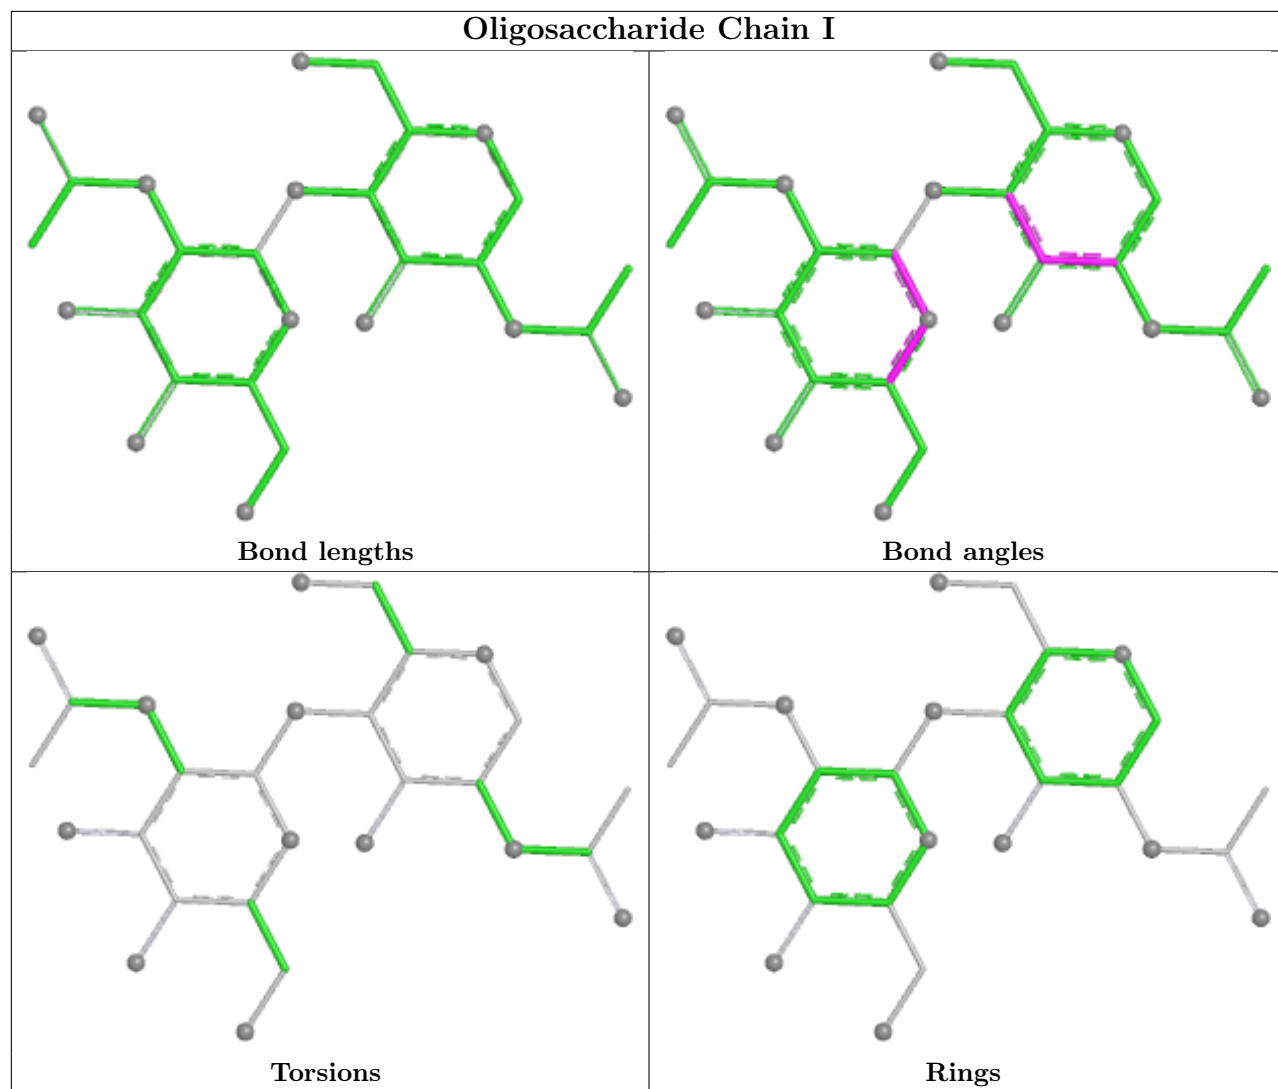 Oligosaccharide Chain I
Bond lengths
Bond angles
Torsions
Rings